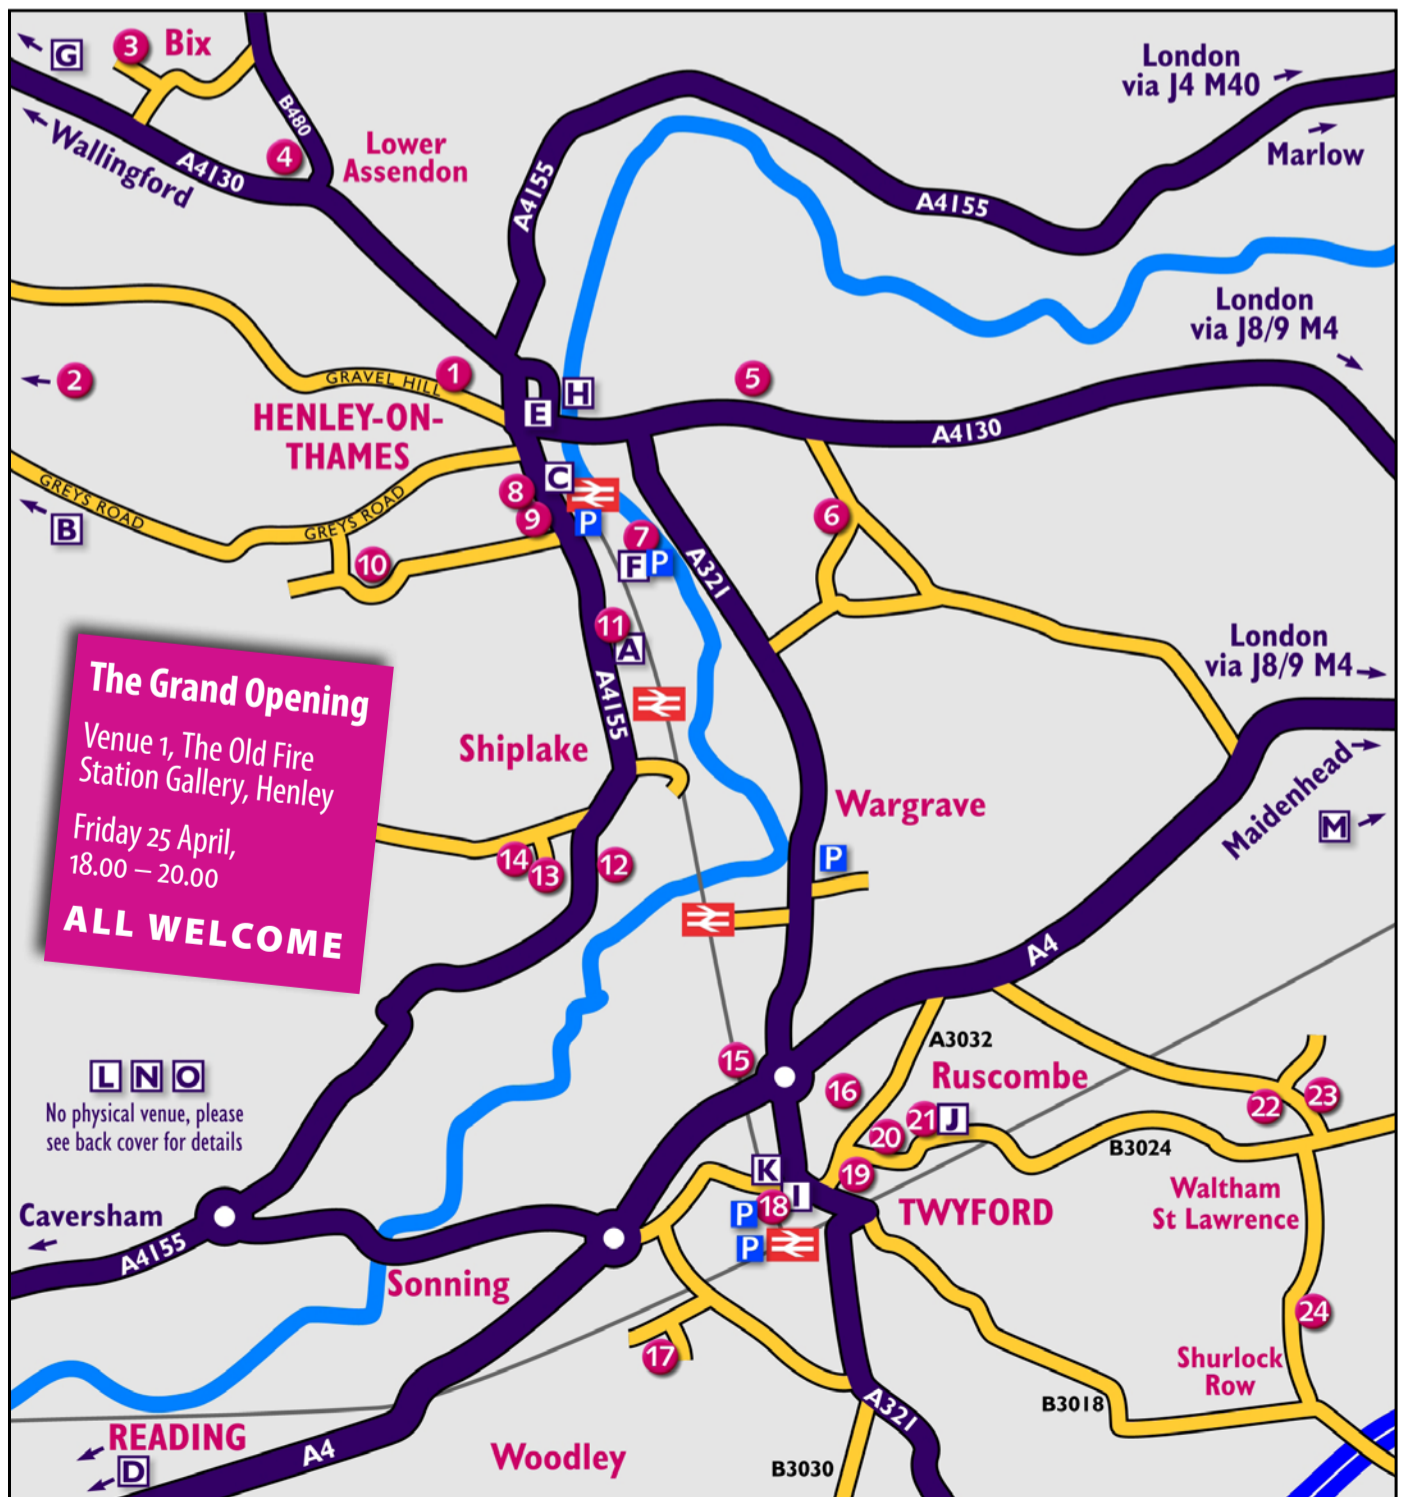 G
3
Bix
London
via J4 M40
Marlow
B480
4
Lower
Assendon
Wallingford
A4130
A4155
A4155
London
via J8/9 M4
2
1
GRAVEL HILL
H
5
E
HENLEY-ON-
THAMES
A4130
GREYS ROAD
GREYS ROAD
B
C
8
9
P
7
F
P
6
10
A321
11
A
A4155
London
via J8/9 M4
Maidenhead
M
The Grand Opening
Venue 1, The Old Fire
Station Gallery, Henley
Friday 25 April,
18.00 – 20.00
ALL WELCOME
Shiplake
Wargrave
P
14
13
12
A4
L N O
No physical venue, please
see back cover for details
15
16
A3032
Ruscombe
20
21
J
22
23
B3024
K
I
19
18
P
P
TWYFORD
Waltham
St Lawrence
Caversham
A4155
Sonning
17
24
Shurlock
Row
B3018
A321
READING
D
A4
Woodley
B3030